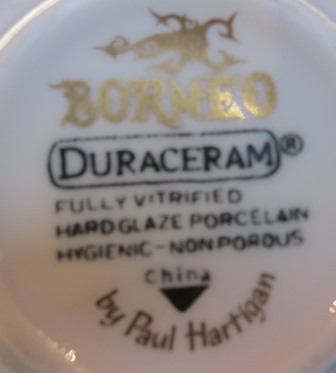 BORNEO
DURACERAM®
FULLY VITRIFIED
HARD GLAZE PORCELAIN
HYGIENIC-NON POROUS
China
by Paul Hartigan